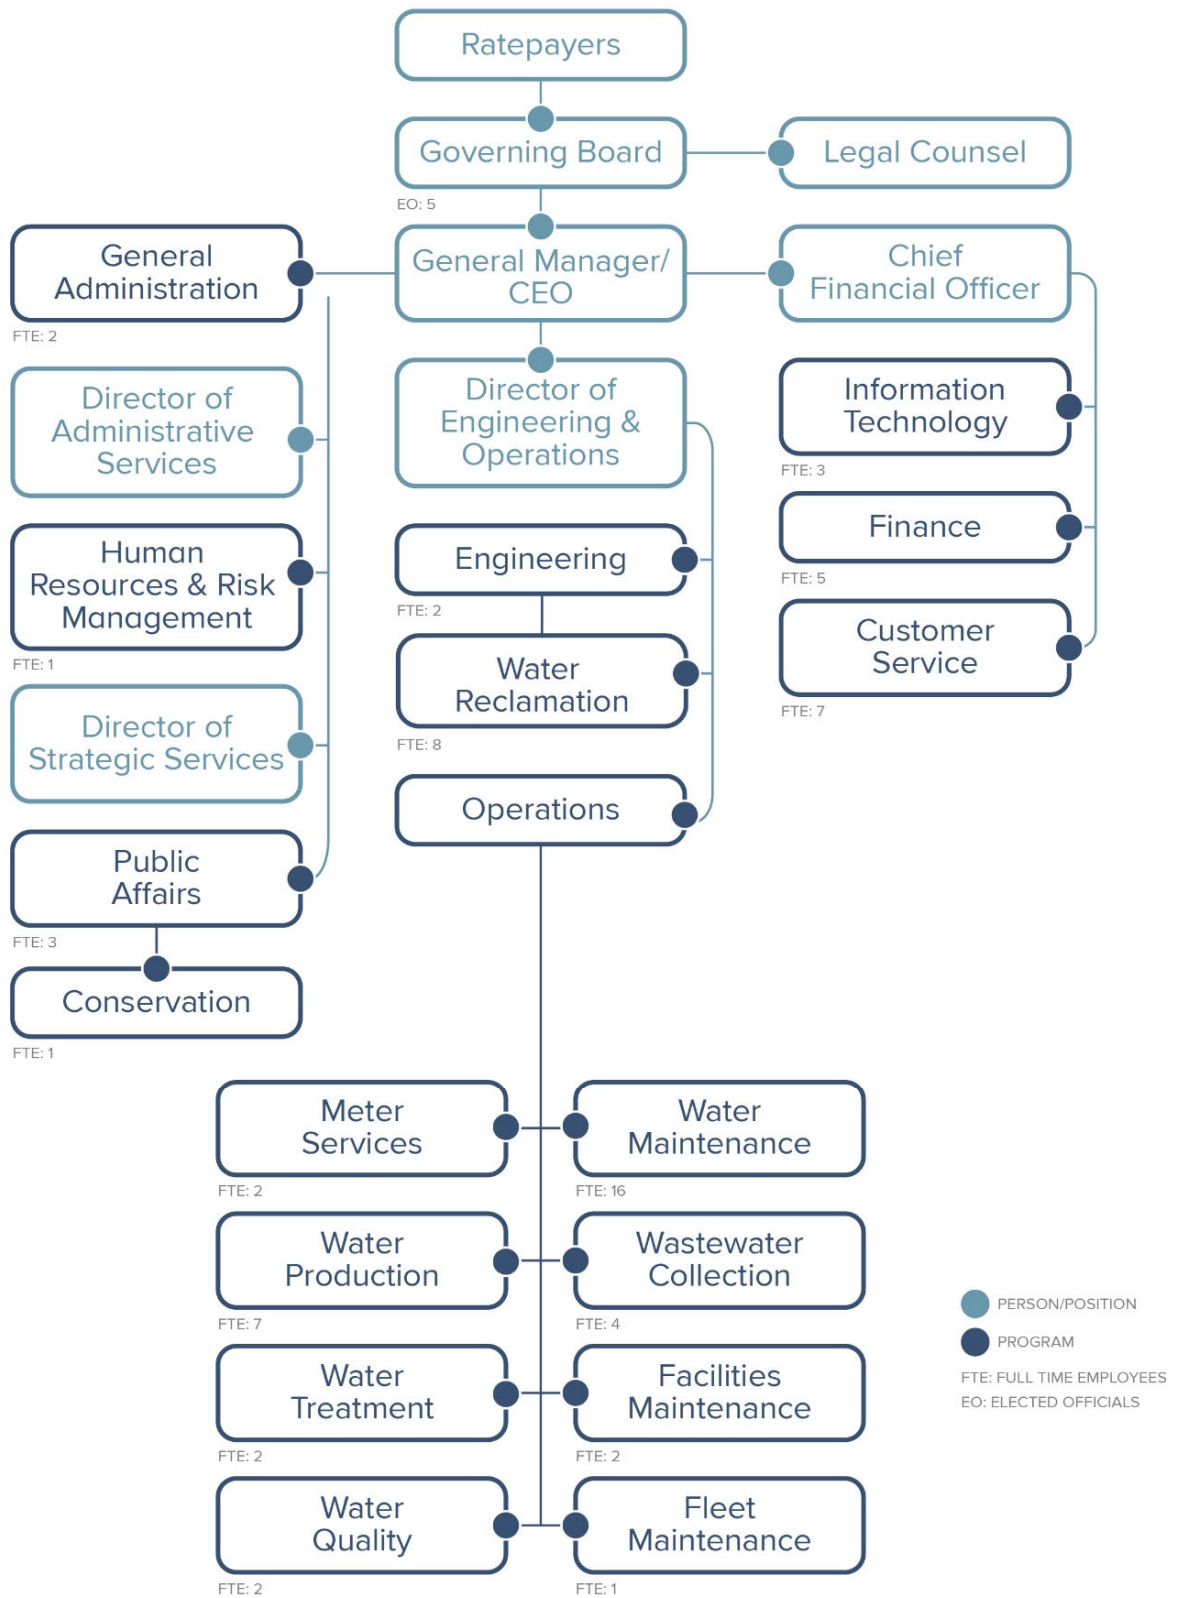 Ratepayers
Governing Board
Legal Counsel
EO: 5
General
Administration
FTE: 2
General Manager/
CEO
Chief
Financial Officer
Director of
Administrative
Services
Human
Resources & Risk
Management
FTE: 1
Director of
Strategic Services
Public
Affairs
FTE: 3
Conservation
FTE: 1
Director of
Engineering &
Operations
Engineering
FTE: 2
Water
Reclamation
FTE: 8
Operations
Information
Technology
FTE: 3
Finance
FTE: 5
Customer
Service
FTE: 7
Meter
Services
FTE: 2
Water
Maintenance
FTE: 16
Water
Production
FTE: 7
Wastewater
Collection
FTE: 4
Water
Treatment
FTE: 2
Facilities
Maintenance
FTE: 2
Water
Quality
FTE: 2
Fleet
Maintenance
FTE: 1
PERSON/POSITION
PROGRAM
FTE: FULL TIME EMPLOYEES
EO: ELECTED OFFICIALS